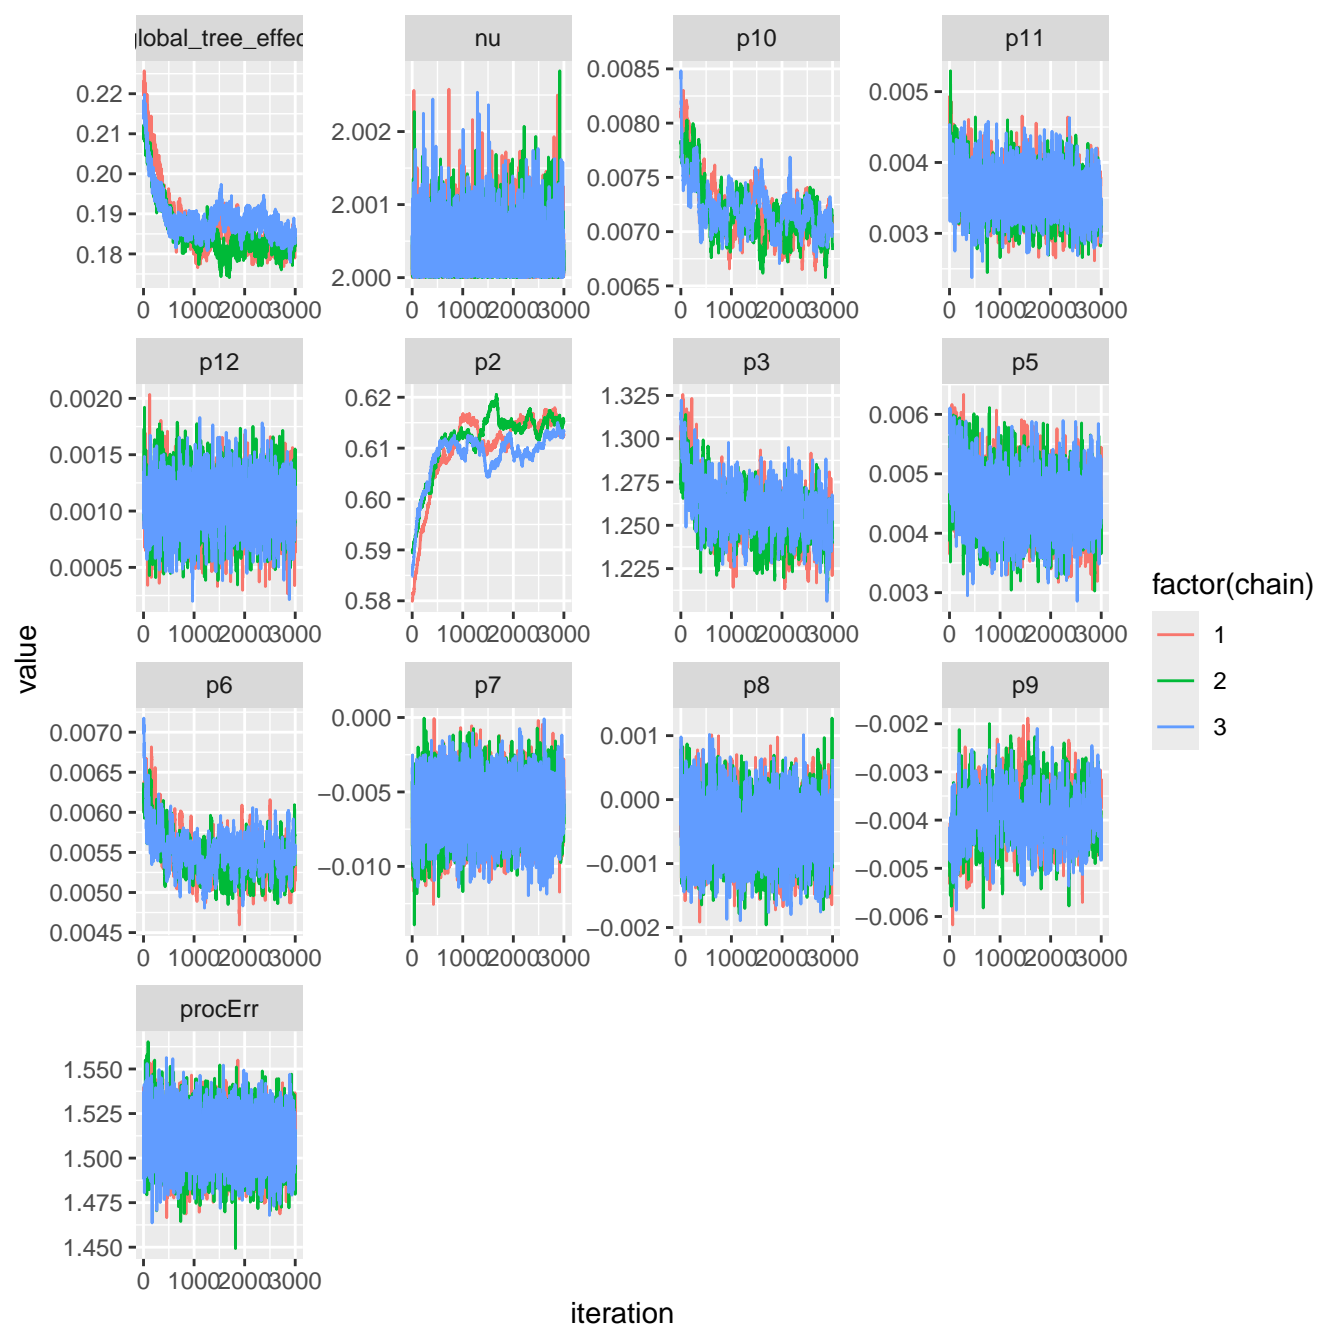 global_tree_effec
nu
p10
p11
0.22
0.21
0.20
0.19
0.18
2.002
2.001
2.000
0.0085
0.0080
0.0075
0.0070
0.0065
0.005
0.004
0.003
0 1000 2000 3000
0 1000 2000 3000
0 1000 2000 3000
0 1000 2000 3000
p12
p2
p3
p5
0.0020
0.0015
0.0010
0.0005
0.62
0.61
0.60
0.59
0.58
1.325
1.300
1.275
1.250
1.225
0.006
0.005
0.004
0.003
0 1000 2000 3000
0 1000 2000 3000
0 1000 2000 3000
0 1000 2000 3000
p6
p7
p8
p9
0.0070
0.0065
0.0060
0.0055
0.0050
0.0045
0.000
−0.005
−0.010
0.001
0.000
−0.001
−0.002
−0.002
−0.003
−0.004
−0.005
−0.006
0 1000 2000 3000
0 1000 2000 3000
0 1000 2000 3000
0 1000 2000 3000
procErr
1.550
1.525
1.500
1.475
1.450
0 1000 2000 3000
value
iteration
factor(chain)
1
2
3